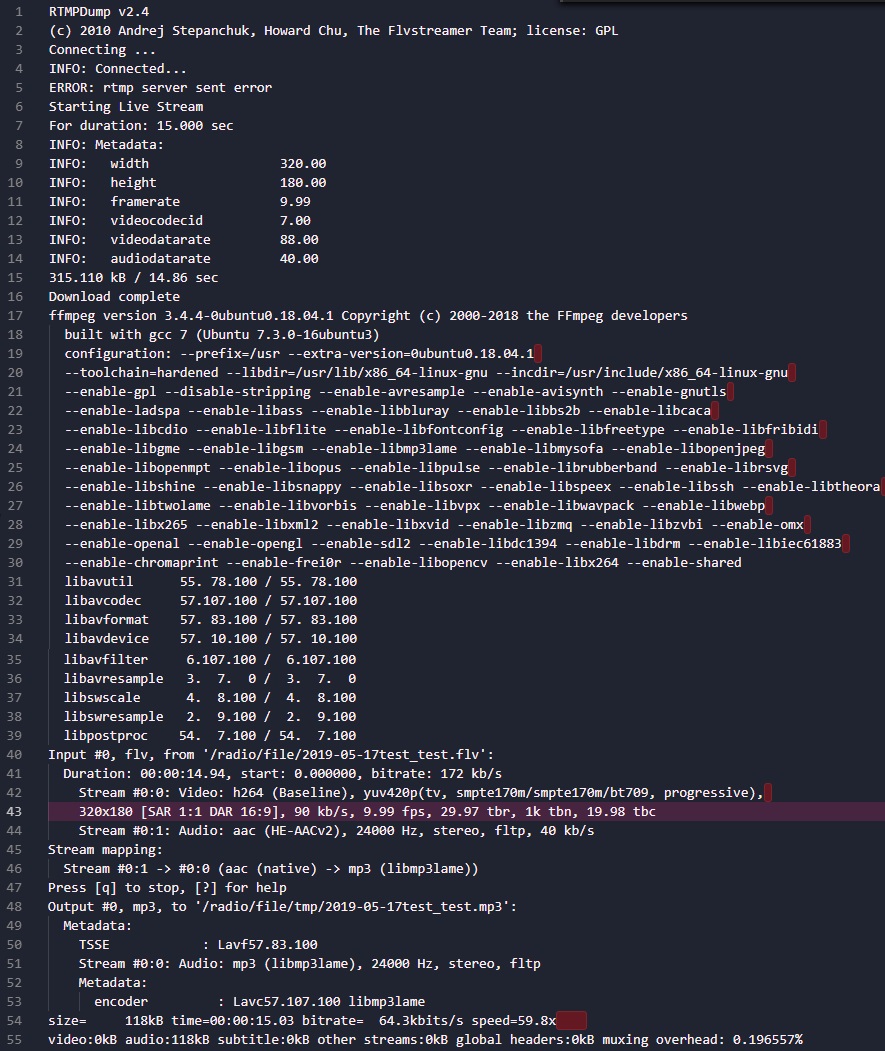 1 RTMPDump v2.4
2 (c) 2010 Andrej Stepanchuk, Howard Chu, The Flvstreamer Team; license: GPL
3 Connecting ...
4 INFO: Connected...
5 ERROR: rtmp server sent error
6 Starting Live Stream
7 For duration: 15.000 sec
8 INFO: Metadata:
9 INFO:   width                 320.00
10 INFO:   height                180.00
11 INFO:   framerate             9.99
12 INFO:   videocodecid          7.00
13 INFO:   videodatarate         88.00
14 INFO:   audiodatarate         40.00
15 315.110 kB / 14.86 sec
16 Download complete
17 ffmpeg version 3.4.4-0ubuntu0.18.04.1 Copyright (c) 2000-2018 the FFmpeg developers
18   built with gcc 7 (Ubuntu 7.3.0-16ubuntu3)
19   configuration: --prefix=/usr --extra-version=0ubuntu0.18.04.1
20   --toolchain=hardened --libdir=/usr/lib/x86_64-linux-gnu --incdir=/usr/include/x86_64-linux-gnu
21   --enable-gpl --disable-stripping --enable-avresample --enable-avisynth --enable-gnutls
22   --enable-ladspa --enable-libass --enable-libbluray --enable-libbs2b --enable-libcaca
23   --enable-libcdio --enable-libflite --enable-libfontconfig --enable-libfreetype --enable-libfribidi
24   --enable-libgme --enable-libgsm --enable-libmp3lame --enable-libmysofa --enable-libopenjpeg
25   --enable-libopenmpt --enable-libopus --enable-libpulse --enable-librubberband --enable-librsvg
26   --enable-libshine --enable-libsnappy --enable-libsoxr --enable-libspeex --enable-libssh --enable-libtheora
27   --enable-libtwolame --enable-libvorbis --enable-libvpx --enable-libwavpack --enable-libwebp
28   --enable-libx265 --enable-libxml2 --enable-libxvid --enable-libzmq --enable-libzvbi --enable-omx
29   --enable-openal --enable-opengl --enable-sdl2 --enable-libdc1394 --enable-libdrm --enable-libiec61883
30   --enable-chromaprint --enable-frei0r --enable-libopencv --enable-libx264 --enable-shared
31   libavutil      55. 78.100 / 55. 78.100
32   libavcodec     57.107.100 / 57.107.100
33   libavformat    57. 83.100 / 57. 83.100
34   libavdevice    57. 10.100 / 57. 10.100
35   libavfilter     6.107.100 /  6.107.100
36   libavresample   3.  7.  0 /  3.  7.  0
37   libswscale      4.  8.100 /  4.  8.100
38   libswresample   2.  9.100 /  2.  9.100
39   libpostproc    54.  7.100 / 54.  7.100
40 Input #0, flv, from '/radio/file/2019-05-17test_test.flv':
41   Duration: 00:00:14.94, start: 0.000000, bitrate: 172 kb/s
42     Stream #0:0: Video: h264 (Baseline), yuv420p(tv, smpte170m/smpte170m/bt709, progressive),
43     320x180 [SAR 1:1 DAR 16:9], 90 kb/s, 9.99 fps, 29.97 tbr, 1k tbn, 19.98 tbc
44     Stream #0:1: Audio: aac (HE-AACv2), 24000 Hz, stereo, fltp, 40 kb/s
45 Stream mapping:
46   Stream #0:1 -> #0:0 (aac (native) -> mp3 (libmp3lame))
47 Press [q] to stop, [?] for help
48 Output #0, mp3, to '/radio/file/tmp/2019-05-17test_test.mp3':
49   Metadata:
50     TSSE            : Lavf57.83.100
51     Stream #0:0: Audio: mp3 (libmp3lame), 24000 Hz, stereo, fltp
52     Metadata:
53       encoder         : Lavc57.107.100 libmp3lame
54 size=     118kB time=00:00:15.03 bitrate=  64.3kbits/s speed=59.8x
55 video:0kB audio:118kB subtitle:0kB other streams:0kB global headers:0kB muxing overhead: 0.196557%